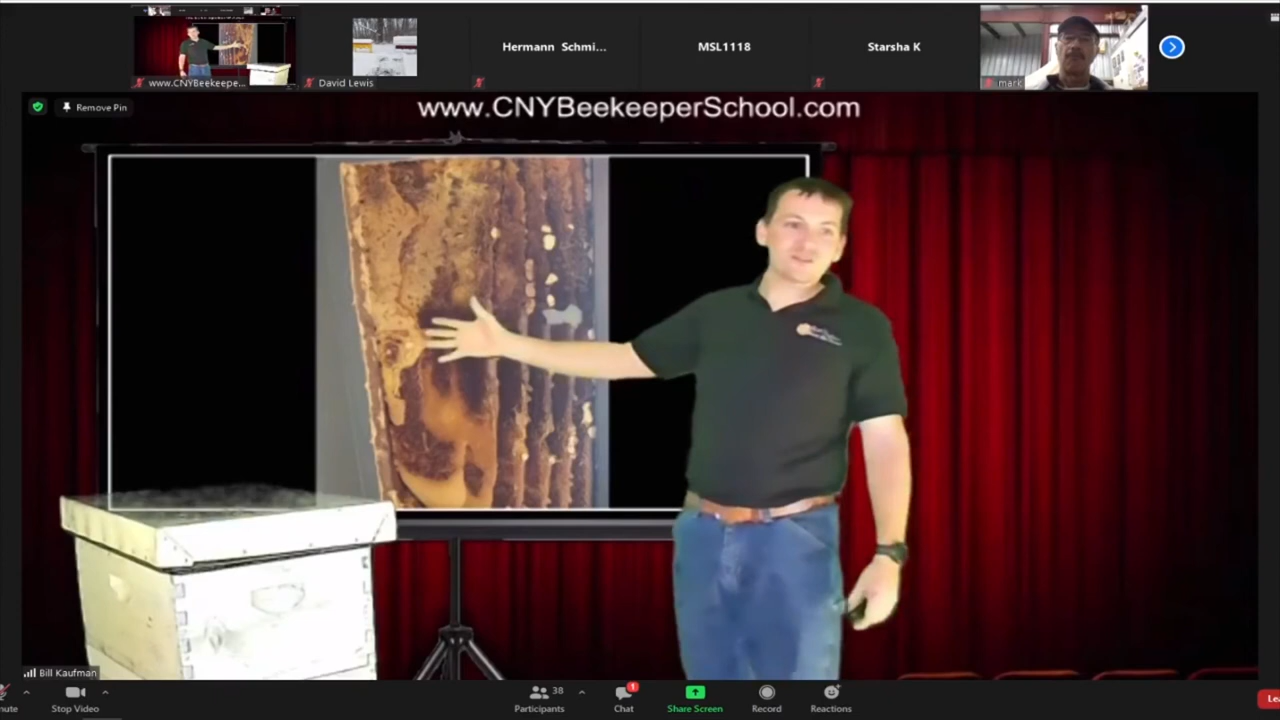 www.CNYBeekeepe...
David Lewis
Hermann Schmi...
MSL1118
Starsha K
mark
Remove Pin
www.CNYBeekeeperSchool.com
Bill Kaufman
Stop Video
Participants
38
Chat
1
Share Screen
Record
Reactions